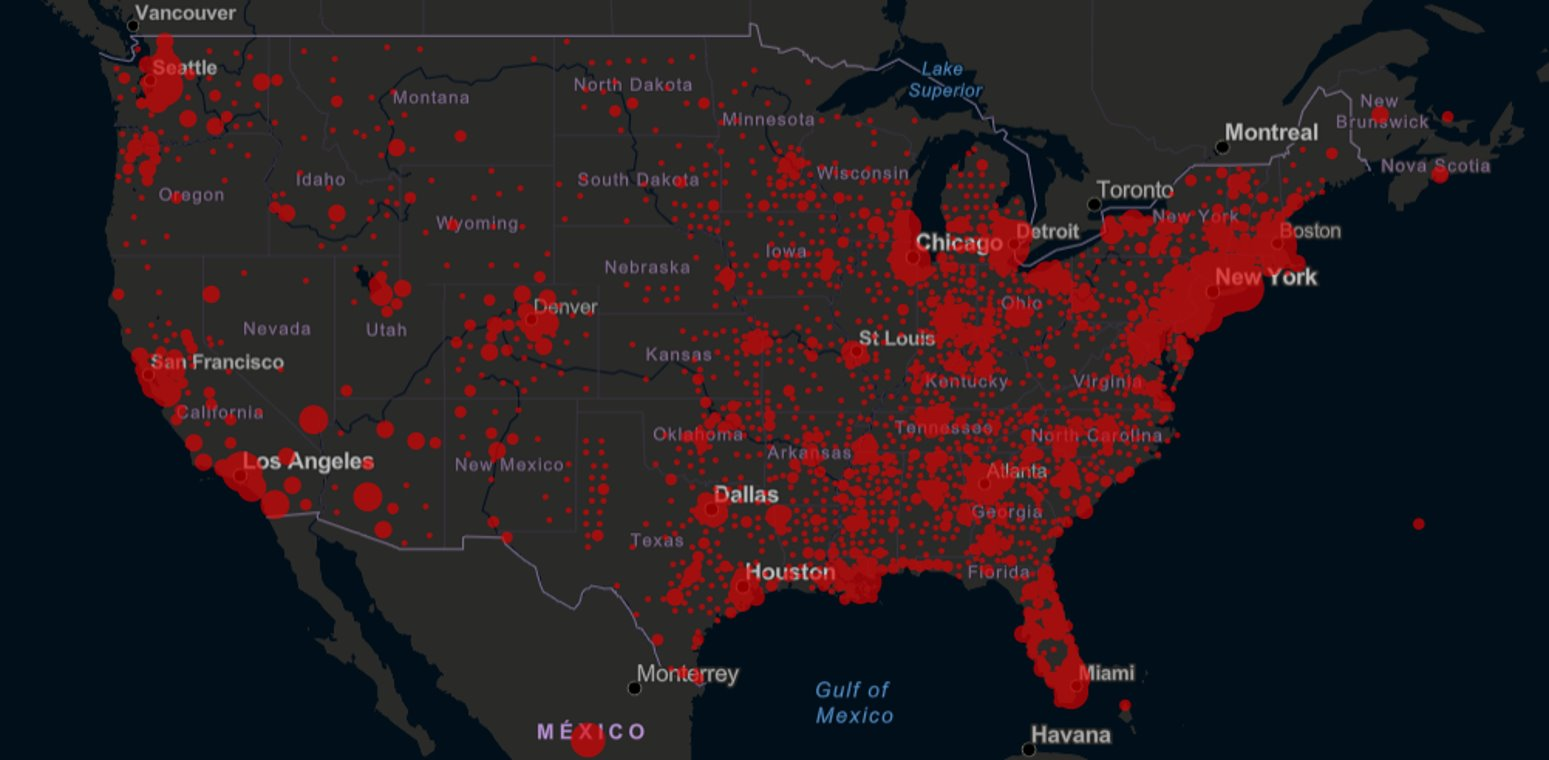 Vancouver
Seattle
Montana
North Dakota
Lake
Superior
Minnesota
Montreal
New
Brunswick
Nova Scotia
Oregon
Idaho
South Dakota
Wisconsin
Toronto
Wyoming
New York
Detroit
Boston
Chicago
Iowa
Nebraska
New York
Denver
Ohio
Nevada
Utah
St Louis
Kansas
San Francisco
Kentucky
Virginia
California
Tennessee
North Carolina
Oklahoma
Arkansas
Los Angeles
New Mexico
Atlanta
Dallas
Georgia
Texas
Houston
Florida
Monterrey
Miami
Gulf of
Mexico
MÉXICO
Havana